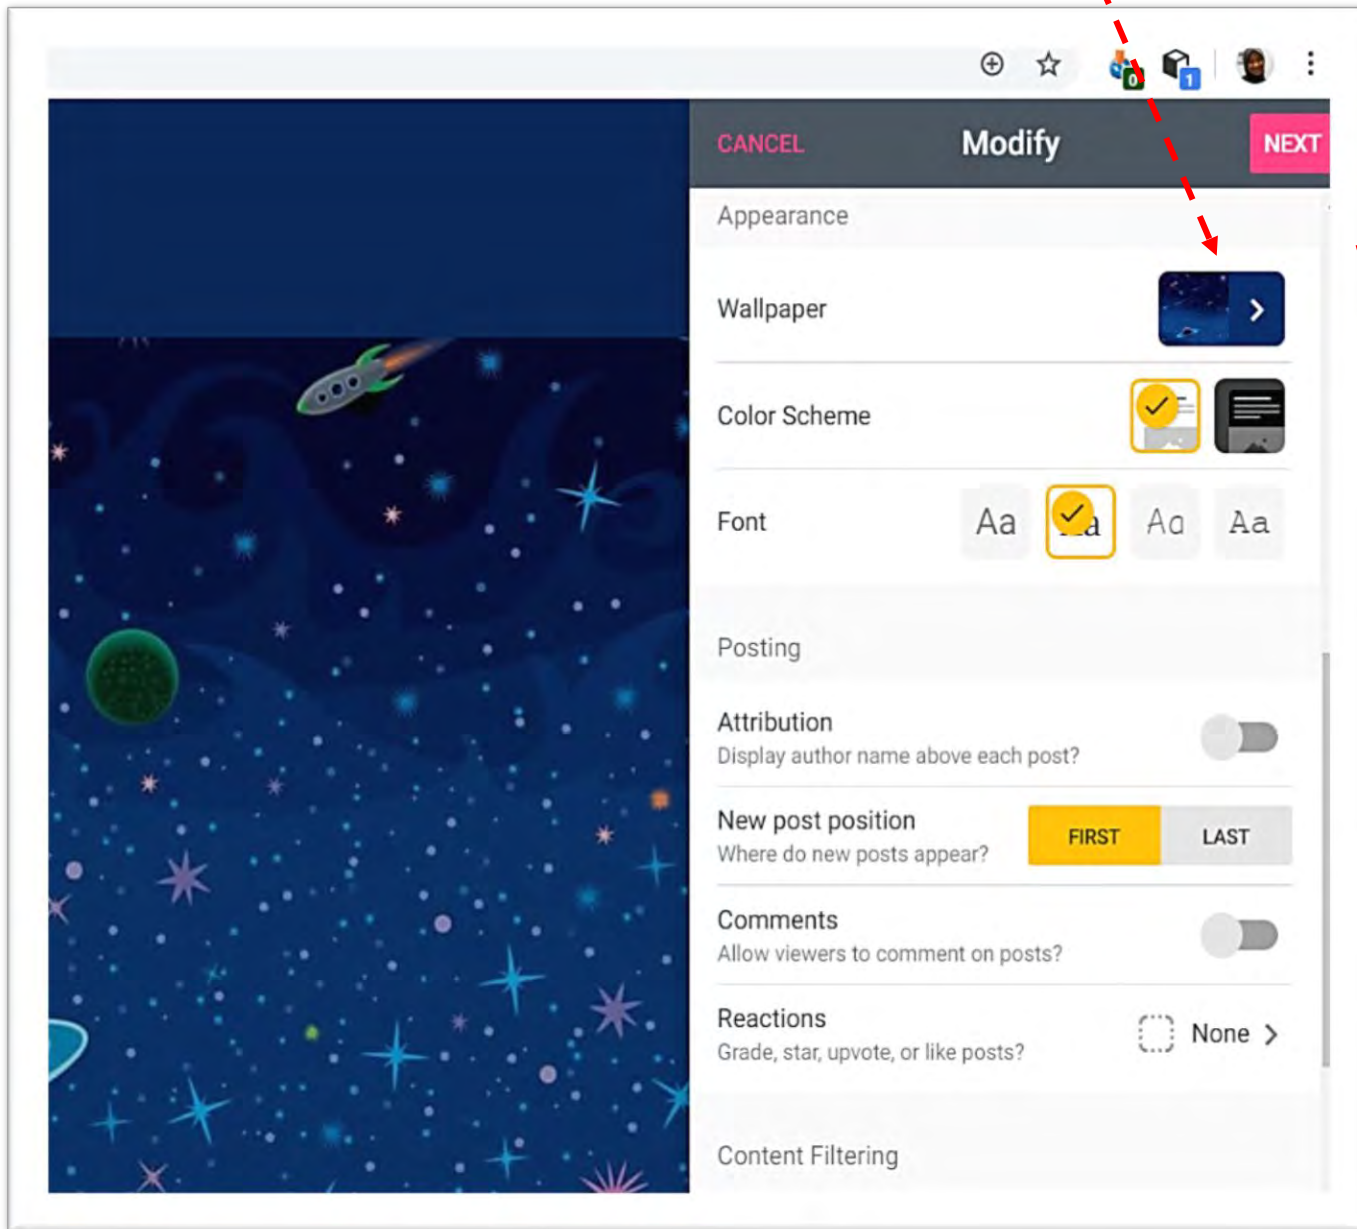 0
1
CANCEL Modify NEXT
Appearance
Wallpaper
Color Scheme
Font Aa a Aa Aa
Posting
Attribution
Display author name above each post?
New post position
Where do new posts appear?
FIRST LAST
Comments
Allow viewers to comment on posts?
Reactions
Grade, star, upvote, or like posts?
None
Content Filtering